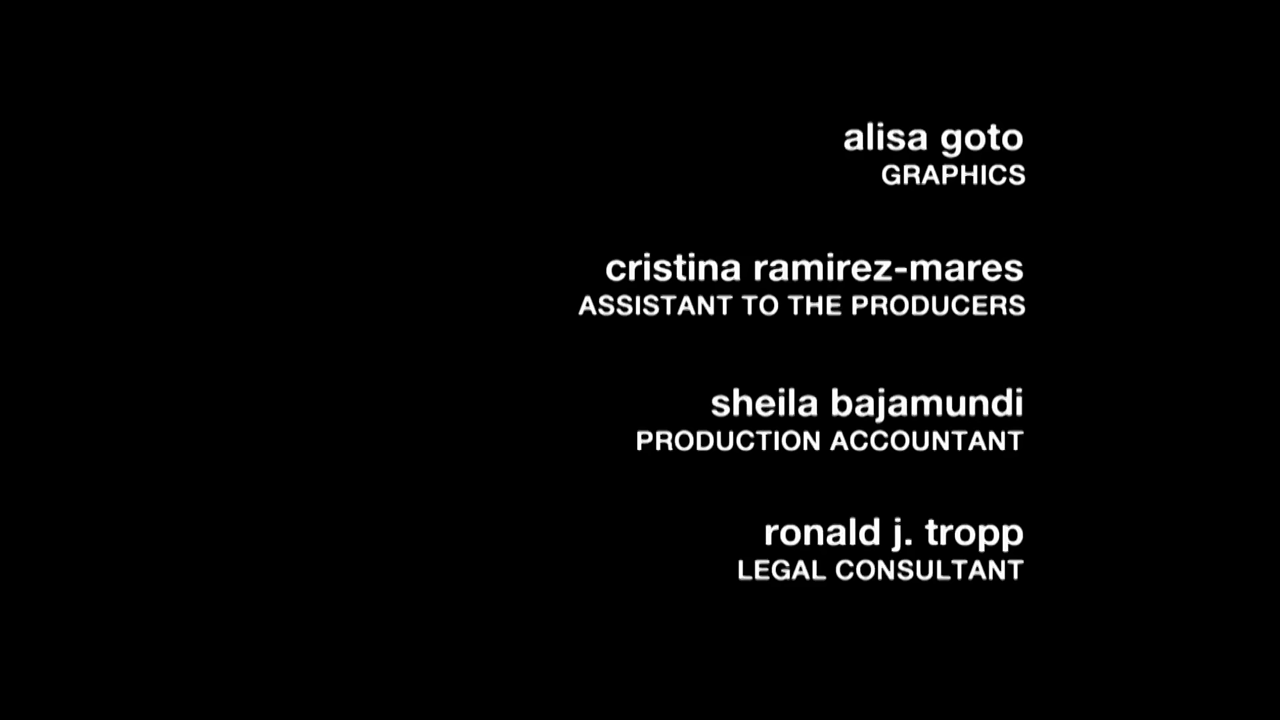 alisa goto
GRAPHICS
cristina ramirez-mares
ASSISTANT TO THE PRODUCERS
sheila bajamundi
PRODUCTION ACCOUNTANT
ronald j. tropp
LEGAL CONSULTANT